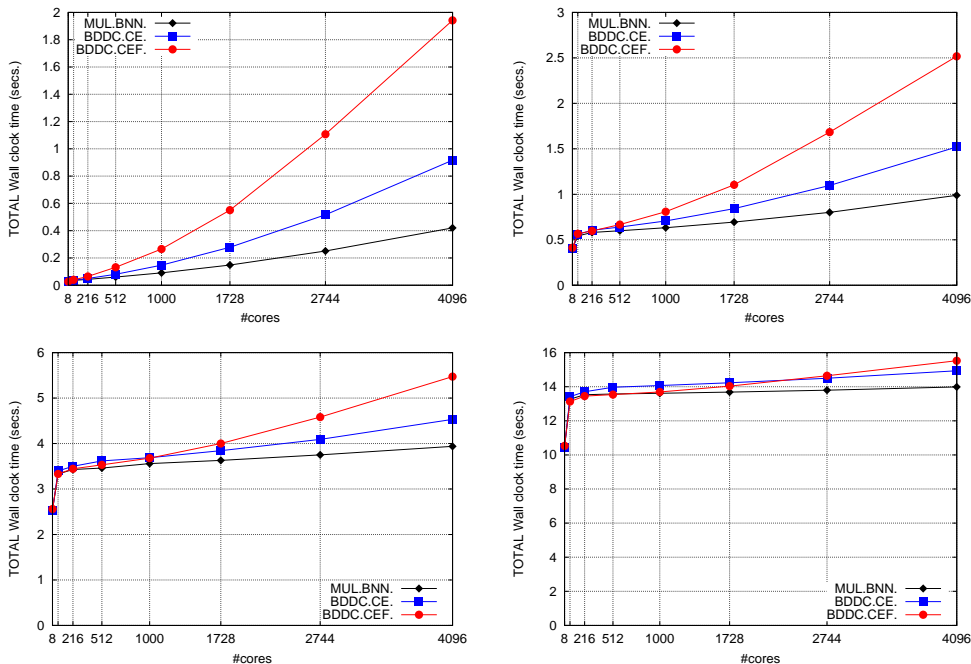 2
1.8
1.6
1.4
1.2
1
0.8
0.6
0.4
0.2
0
TOTAL Wall clock time (secs.)
MUL.BNN.
BDDC.CE.
BDDC.CEF.
8 216 512 1000 1728 2744 4096
#cores
3
2.5
2
1.5
1
0.5
0
TOTAL Wall clock time (secs.)
MUL.BNN.
BDDC.CE.
BDDC.CEF.
8 216 512 1000 1728 2744 4096
#cores
6
5
4
3
2
1
0
TOTAL Wall clock time (secs.)
MUL.BNN.
BDDC.CE.
BDDC.CEF.
8 216 512 1000 1728 2744 4096
#cores
16
14
12
10
8
6
4
2
0
TOTAL Wall clock time (secs.)
MUL.BNN.
BDDC.CE.
BDDC.CEF.
8 216 512 1000 1728 2744 4096
#cores